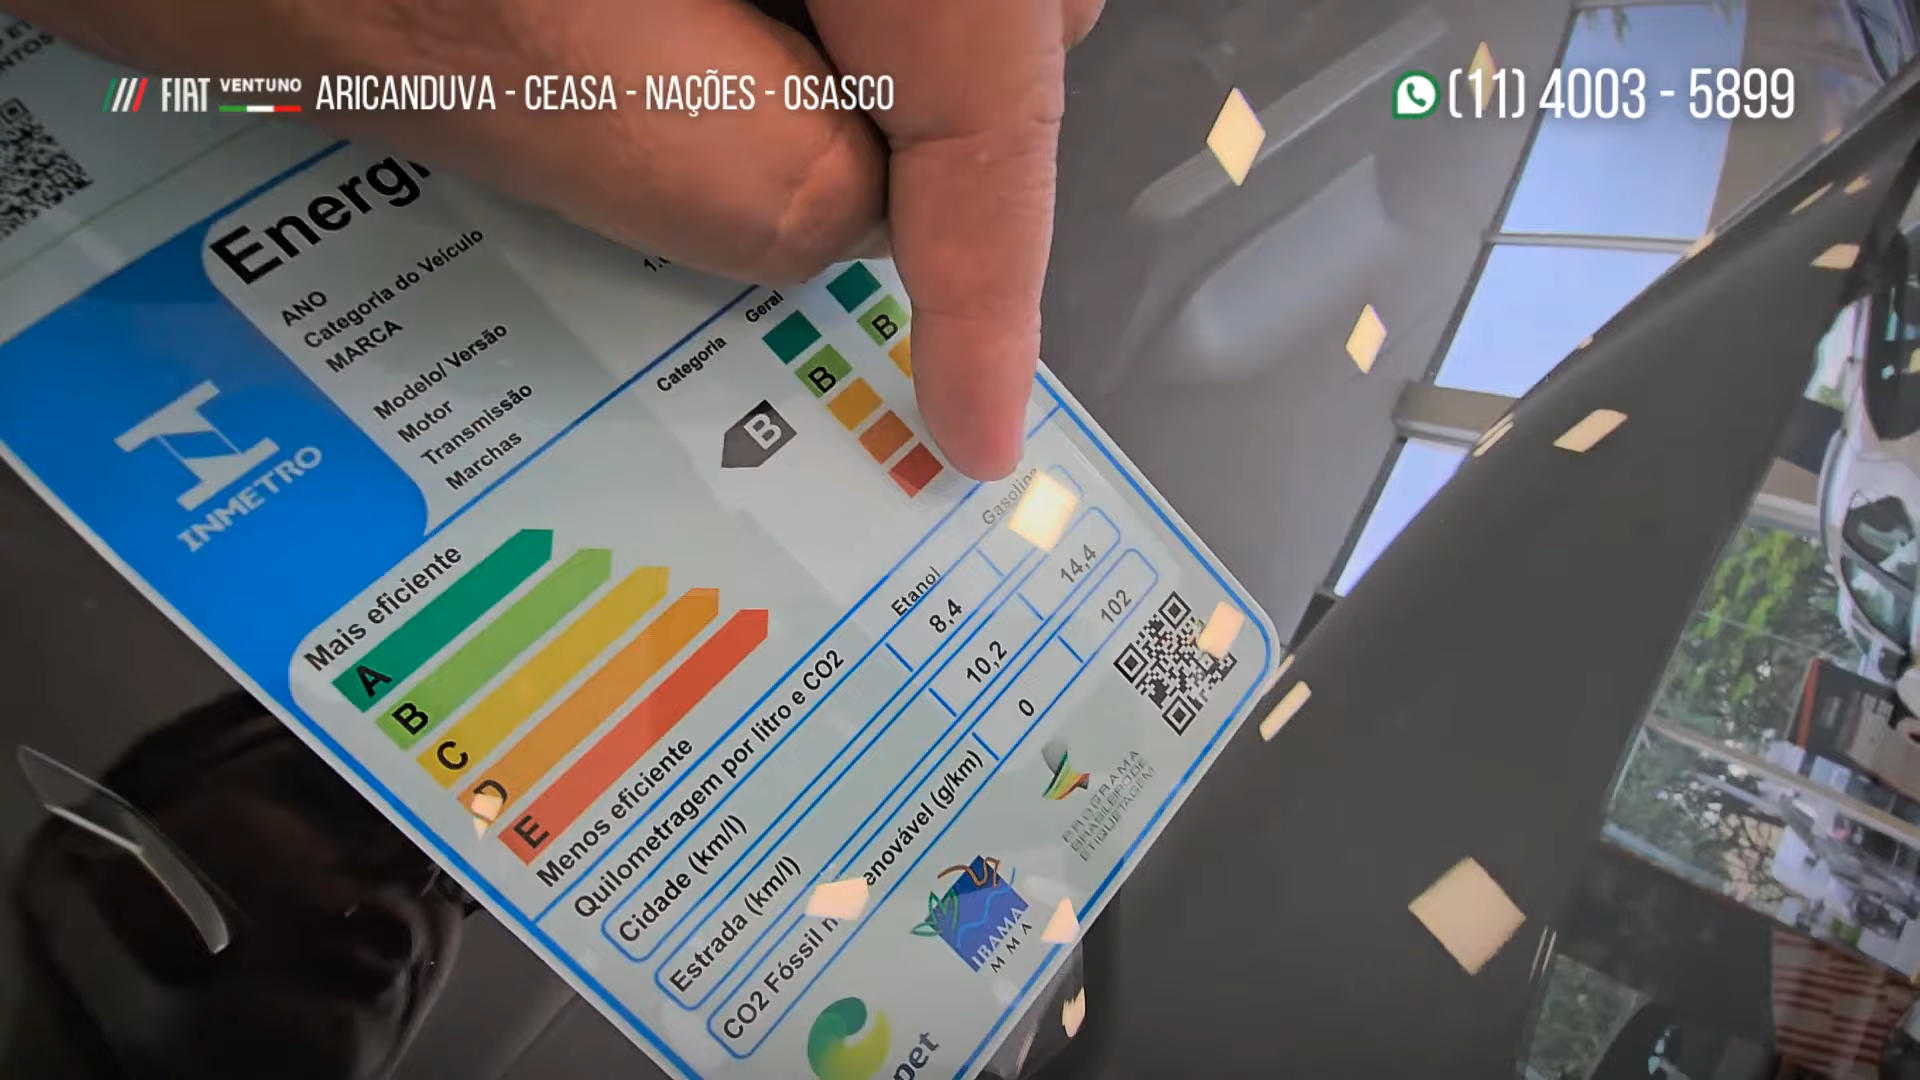 FIAT VENTUNO ARICANDUVA - CEASA - NAÇÕES - OSASCO
(11) 4003 - 5899
Energi
ANO
Categoria do Veículo
MARCA
Modelo/ Versão
Motor
Transmissão
Marchas
INMETRO
Categoria
Geral
B
B
B
Mais eficiente
A
B
C
D
E
Menos eficiente
Quilometragem por litro e CO2
Etanol
Gasolina
Cidade (km/l)
8,4
Estrada (km/l)
10,2
14,4
CO2 Fóssil n enovável (g/km)
0
102
PROGRAMA
BRASILEIRO DE
ETIQUETAGEM
IBAMA
MMA
pet